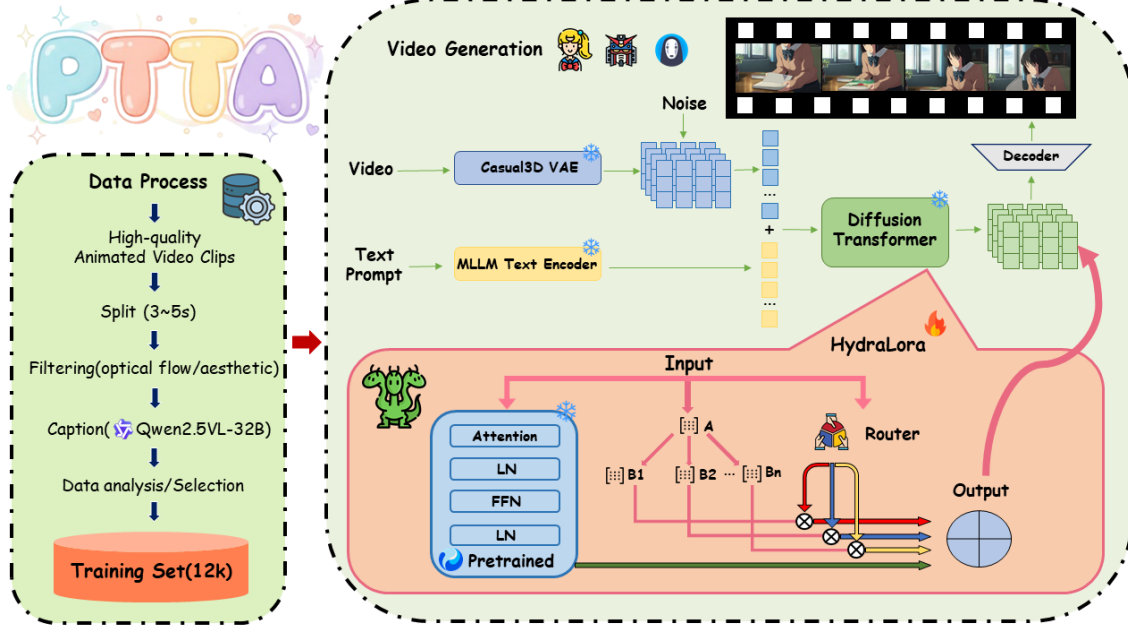 PTTA
Data Process
High-quality
Animated Video Clips
Split (3~5s)
Filtering(optical flow/aesthetic)
Caption( Qwen2.5VL-32B)
Data analysis/Selection
Training Set(12k)
Video Generation
Noise
Video
Casual3D VAE
...
+
Text
Prompt
MLLM Text Encoder
...
Diffusion
Transformer
Decoder
HydraLora
Input
Attention
LN
FFN
LN
Pretrained
A
B1
B2
...
Bn
Router
Output